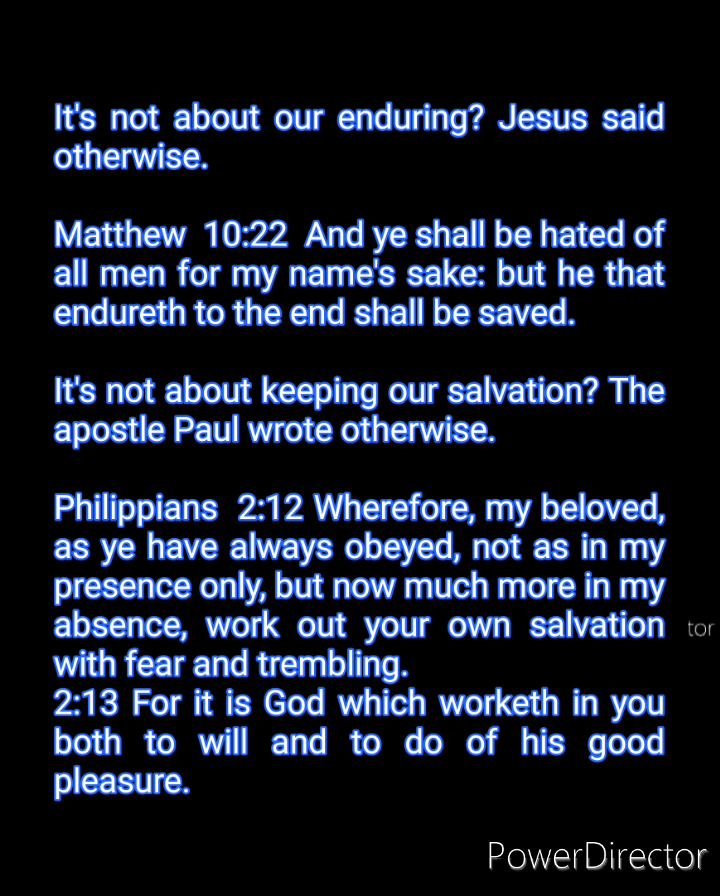 It's not about our enduring? Jesus said
otherwise.
Matthew 10:22 And ye shall be hated of
all men for my name's sake: but he that
endureth to the end shall be saved.
It's not about keeping our salvation? The
apostle Paul wrote otherwise.
Philippians 2:12 Wherefore, my beloved,
as ye have always obeyed, not as in my
presence only, but now much more in my
absence, work out your own salvation
with fear and trembling.
2:13 For it is God which worketh in you
both to will and to do of his good
pleasure.
tor
PowerDirector